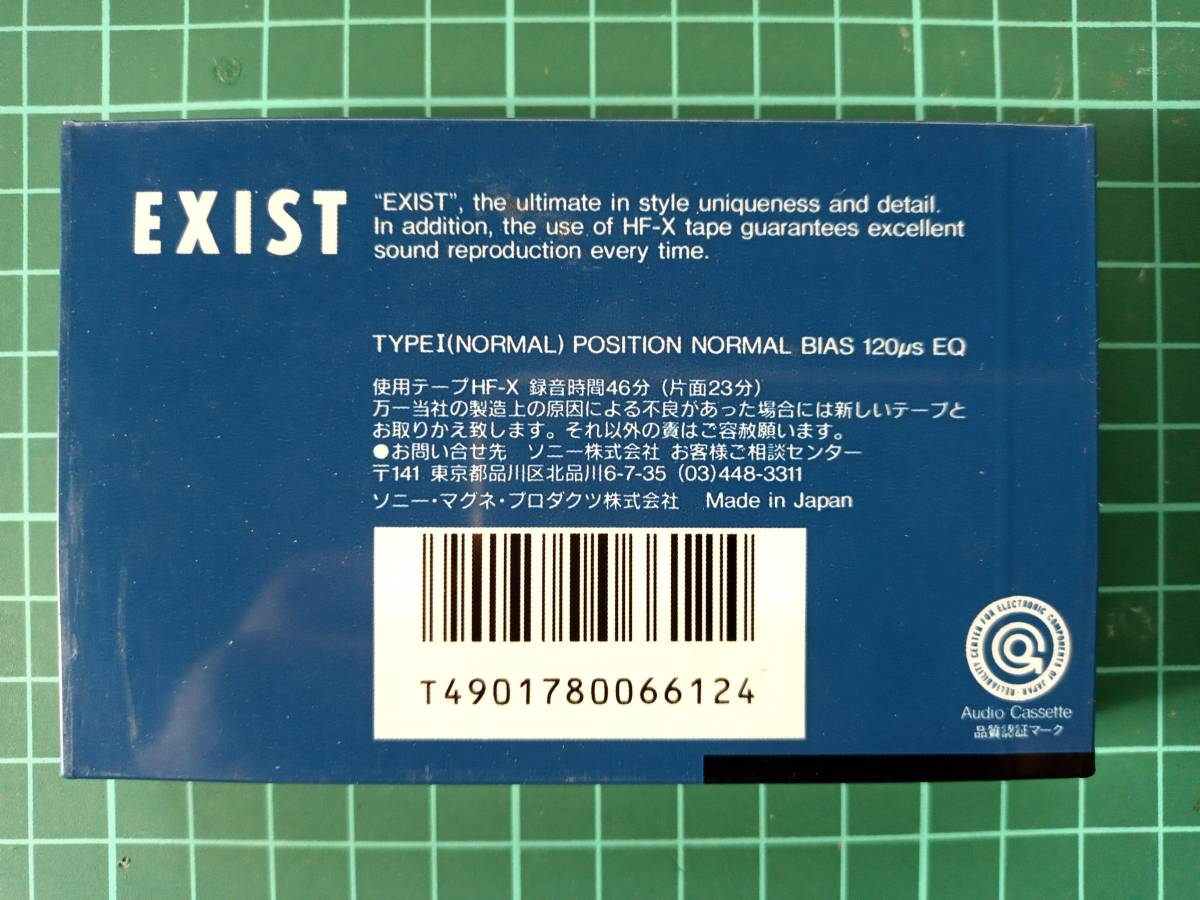 EXIST
"EXIST", the ultimate in style uniqueness and detail.
In addition, the use of HF-X tape guarantees excellent
sound reproduction every time.
TYPEI(NORMAL) POSITION NORMAL BIAS 120μs EQ
使用テープHF-X 録音時間46分（片面23分）
万一当社の製造上の原因による不良があった場合には新しいテープと
お取りかえ致します。それ以外の責はご容赦願います。
●お問い合せ先 ソニー株式会社 お客様ご相談センター
〒141 東京都品川区北品川6-7-35 (03)448-3311
ソニー・マグネ・プロダクツ株式会社 Made in Japan
T4901780066124
RELIABILITY CENTER FOR ELECTRONIC COMPONENTS OF JAPAN
Audio Cassette
品質認証マーク